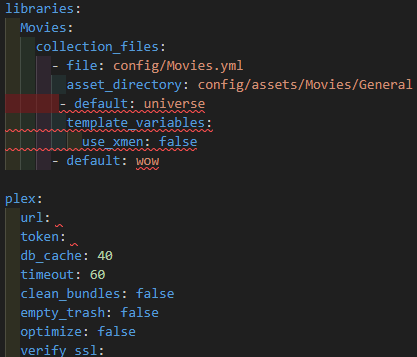 libraries:
  Movies:
    collection_files:
      - file: config/Movies.yml
        asset_directory: config/assets/Movies/General
       - default: universe
        template_variables:
          use_xmen: false
      - default: wow

plex:
  url:
  token:
  db_cache: 40
  timeout: 60
  clean_bundles: false
  empty_trash: false
  optimize: false
  verify_ssl: